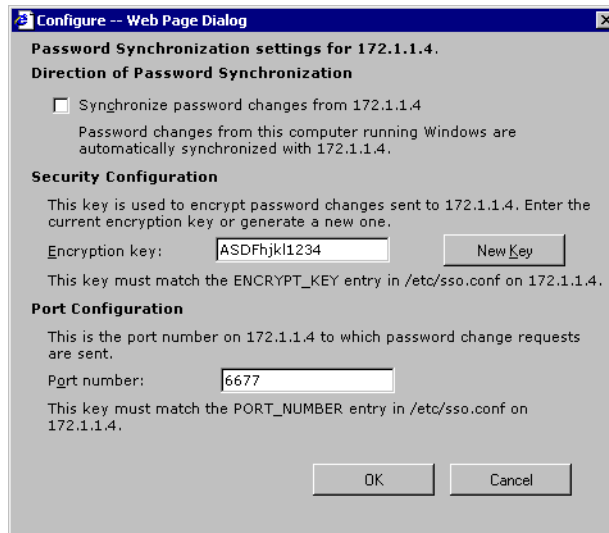 Configure -- Web Page Dialog
Password Synchronization settings for 172.1.1.4.
Direction of Password Synchronization
Synchronize password changes from 172.1.1.4
Password changes from this computer running Windows are
automatically synchronized with 172.1.1.4.
Security Configuration
This key is used to encrypt password changes sent to 172.1.1.4. Enter the
current encryption key or generate a new one.
Encryption key: ASDFhjkl1234 New Key
This key must match the ENCRYPT_KEY entry in /etc/sso.conf on 172.1.1.4.
Port Configuration
This is the port number on 172.1.1.4 to which password change requests
are sent.
Port number: 6677
This key must match the PORT_NUMBER entry in /etc/sso.conf on
172.1.1.4.
OK Cancel